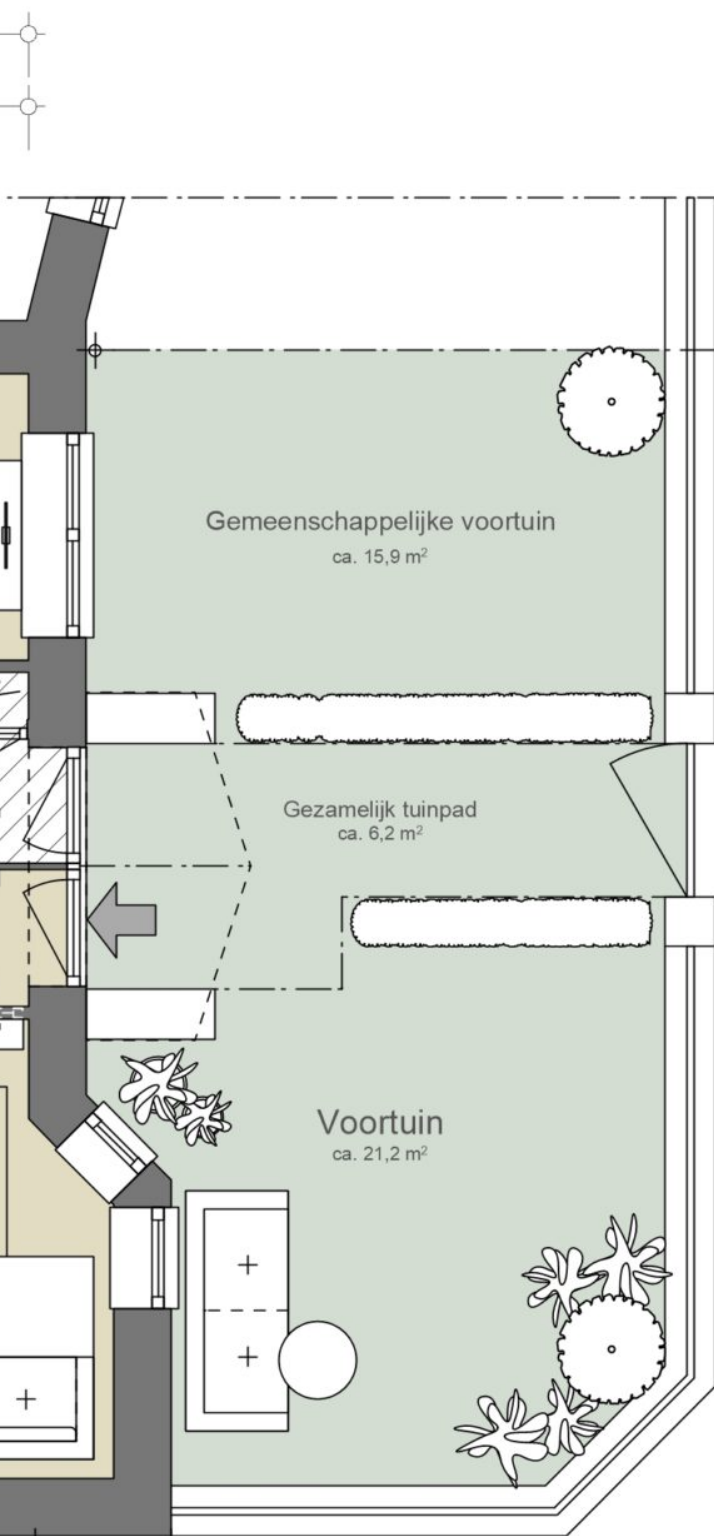 Gemeenschappelijke voortuin
ca. 15,9 m²
Gezamelijk tuinpad
ca. 6,2 m²
Voortuin
ca. 21,2 m²